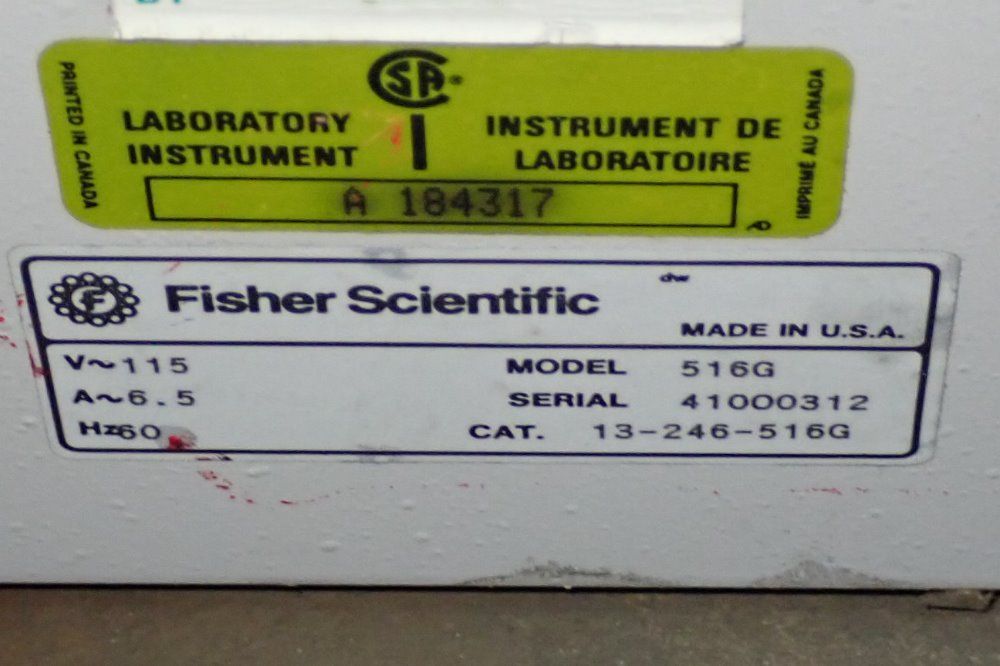 CSA®
PRINTED IN CANADA
LABORATORY
INSTRUMENT
INSTRUMENT DE
LABORATOIRE
IMPRIMÉ AU CANADA
A 184317
F Fisher Scientific
dw
MADE IN U.S.A.
V~115
MODEL 516G
A~6.5
SERIAL 41000312
Hz60
CAT. 13-246-516G